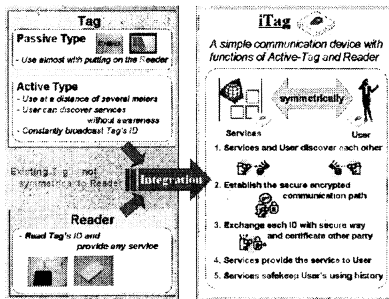 Tag
Passive Type
- Use almost with putting on the Reader
Active Type
- Use at a distance of several meters
- User can discover services
without awareness
- Constantly broadcast Tag's ID
Existing Tag not
symmetrics to Reader
Integration
Reader
- Read Tag's ID and
provide any service
iTag
A simple communication device with
functions of Active-Tag and Reader
symmetrically
Services
User
1. Services and User discover each other
2. Establish the secure encrypted
communication path
3. Exchange each ID with secure way
and certificate other party
4. Services provide the service to User
5. Services safekeep User's using history